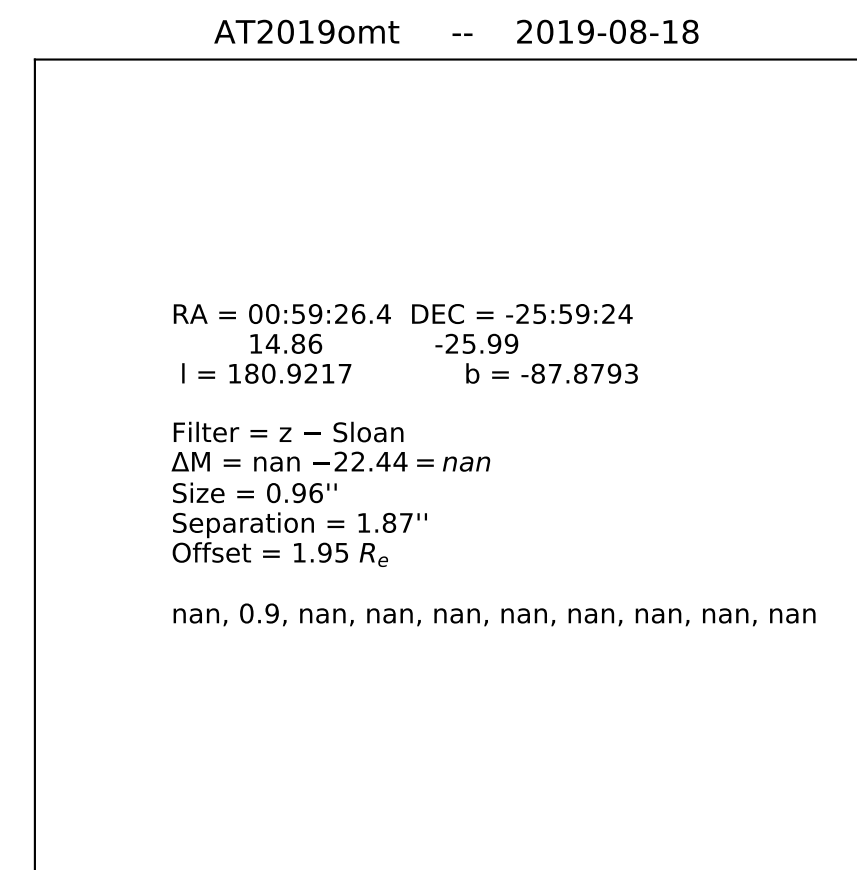 AT2019omt -- 2019-08-18
RA = 00:59:26.4 DEC = -25:59:24
14.86 -25.99
l = 180.9217 b = -87.8793
Filter = z − Sloan
ΔM = nan −22.44 = nan
Size = 0.96''
Separation = 1.87''
Offset = 1.95 Rₑ
nan, 0.9, nan, nan, nan, nan, nan, nan, nan, nan